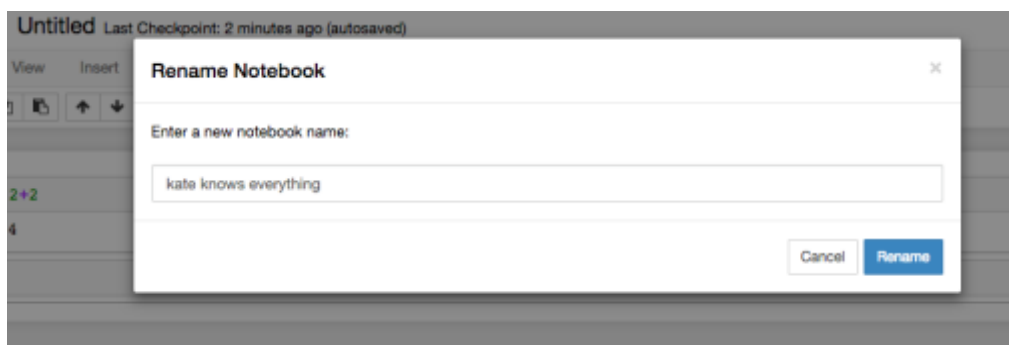 Untitled Last Checkpoint: 2 minutes ago (autosaved)
View Insert
Rename Notebook ×
Enter a new notebook name:
kate knows everything
2+2
4
Cancel Rename